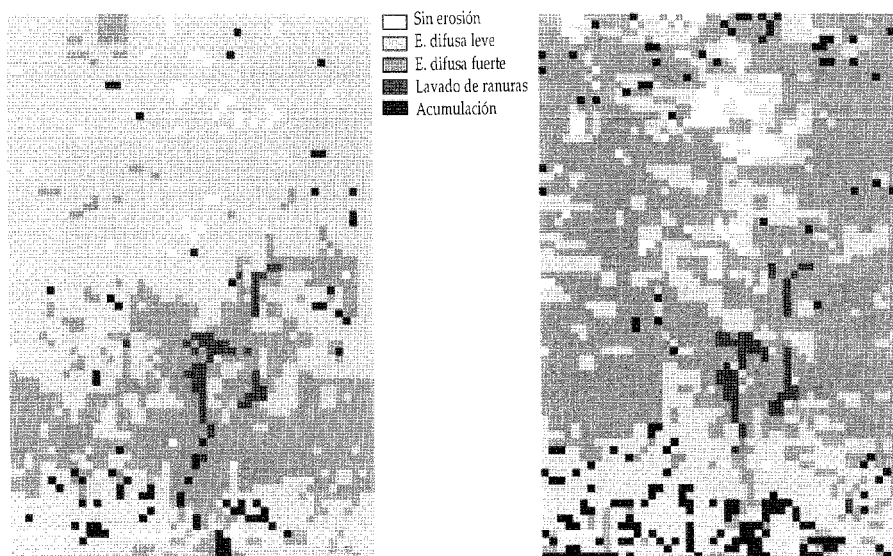 Sin erosión
E. difusa leve
E. difusa fuerte
Lavado de ranuras
Acumulación